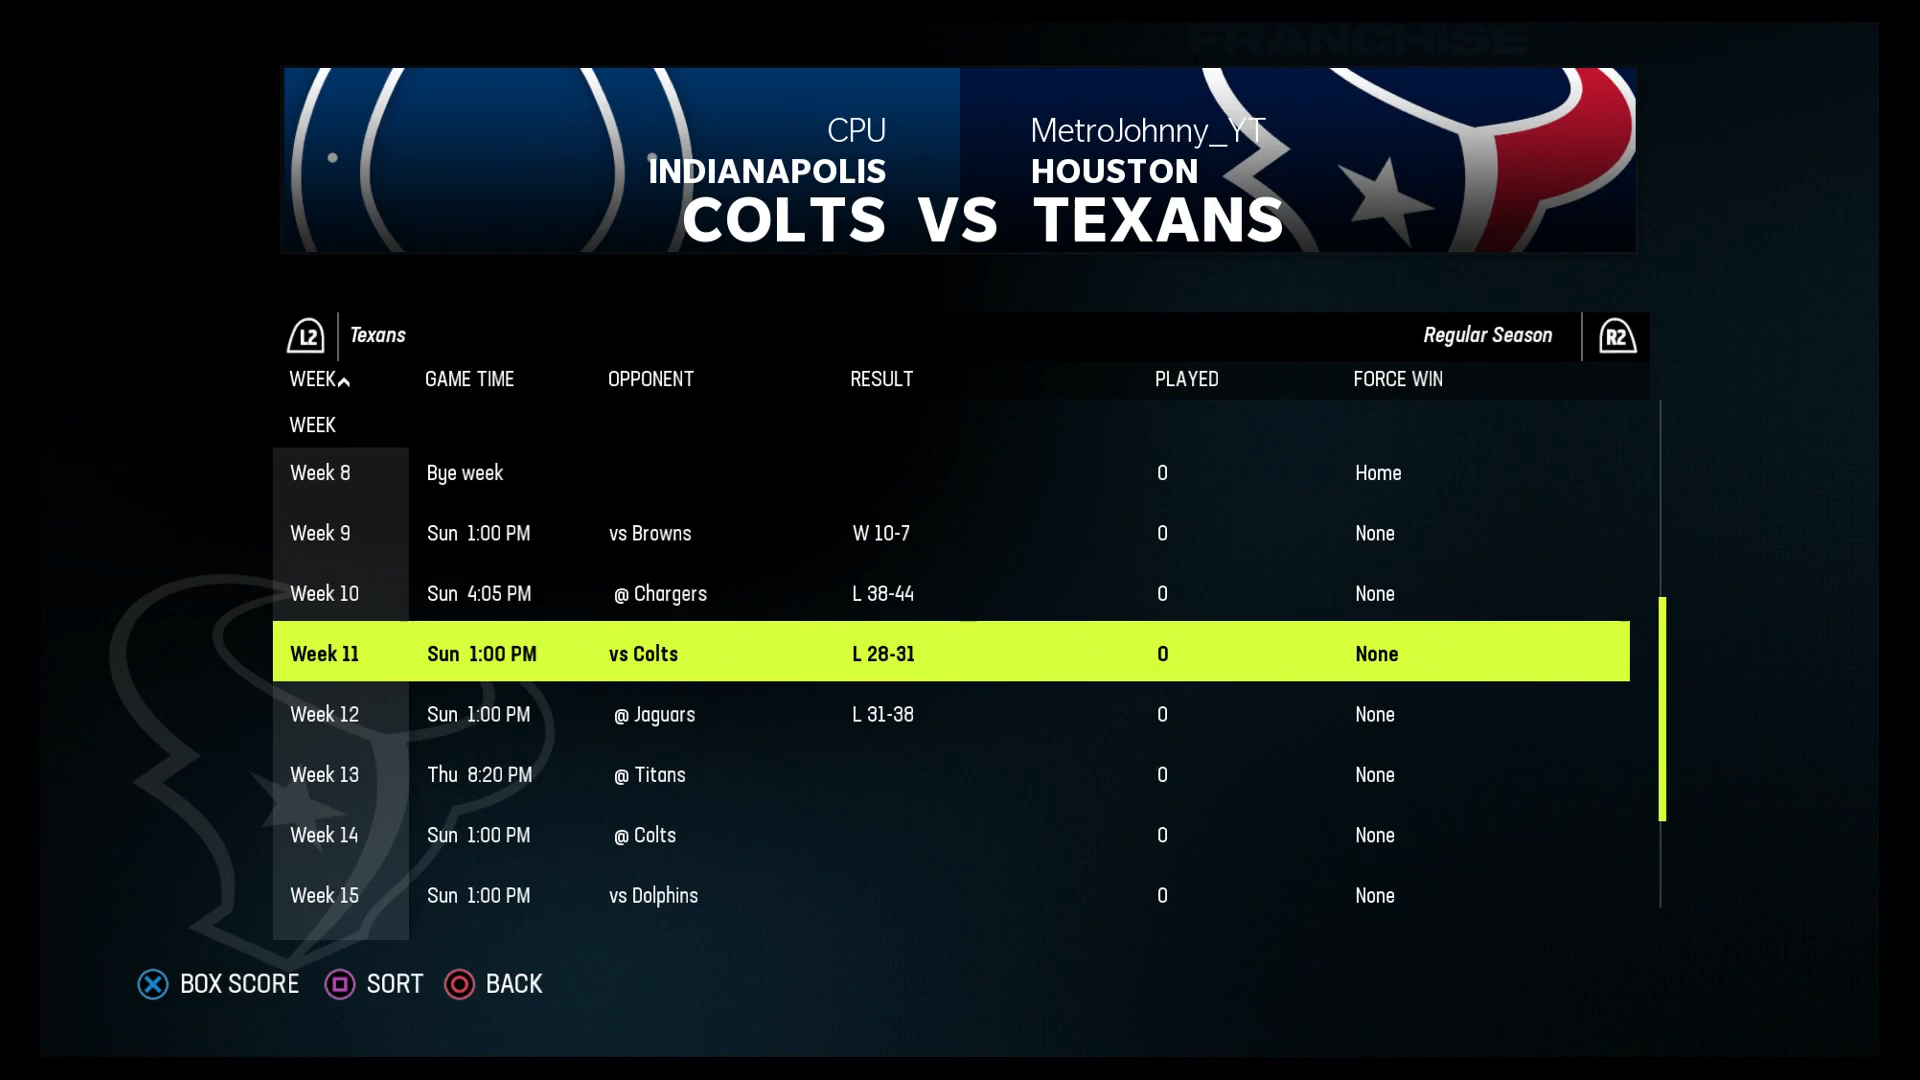 FRANCHISE
CPU
INDIANAPOLIS
COLTS VS TEXANS
MetroJohnny_YT
HOUSTON
L2 Texans Regular Season R2
WEEK GAME TIME OPPONENT RESULT PLAYED FORCE WIN
WEEK
Week 8 Bye week 0 Home
Week 9 Sun 1:00 PM vs Browns W 10-7 0 None
Week 10 Sun 4:05 PM @ Chargers L 38-44 0 None
Week 11 Sun 1:00 PM vs Colts L 28-31 0 None
Week 12 Sun 1:00 PM @ Jaguars L 31-38 0 None
Week 13 Thu 8:20 PM @ Titans 0 None
Week 14 Sun 1:00 PM @ Colts 0 None
Week 15 Sun 1:00 PM vs Dolphins 0 None
BOX SCORE SORT BACK